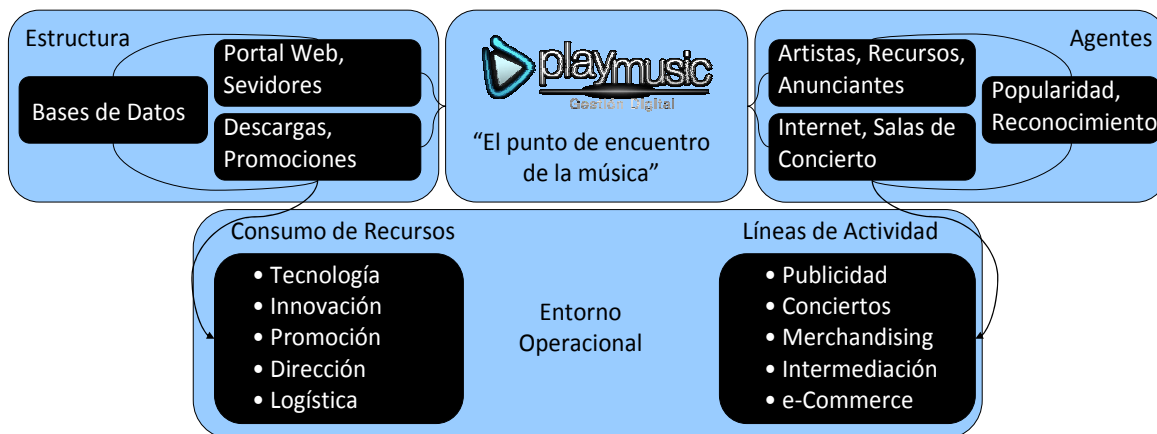 Estructura
Portal Web,
Sevidores
Bases de Datos
Descargas,
Promociones
playmusic
Gestión Digital
“El punto de encuentro
de la música”
Agentes
Artistas, Recursos,
Anunciantes
Popularidad,
Reconocimiento
Internet, Salas de
Concierto
Consumo de Recursos
• Tecnología
• Innovación
• Promoción
• Dirección
• Logística
Entorno
Operacional
Líneas de Actividad
• Publicidad
• Conciertos
• Merchandising
• Intermediación
• e-Commerce